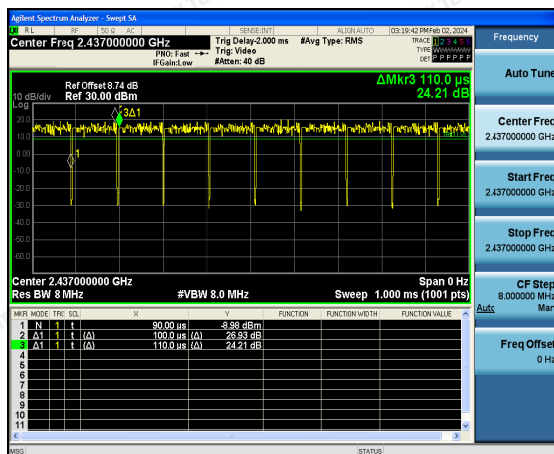 Agilent Spectrum Analyzer - Swept SA
RL RF 50 Ω AC SENSE:INT ALIGN AUTO 03:19:42 PM Feb 02, 2024
Center Freq 2.437000000 GHz
PNO: Fast
IFGain:Low
Trig Delay-2.000 ms
Trig: Video
#Atten: 40 dB
#Avg Type: RMS
TRACE 1 2 3 4 5 6
TYPE
DET P P P P P P
ΔMkr3 110.0 µs
24.21 dB
Ref Offset 8.74 dB
10 dB/div Ref 30.00 dBm
Log
20.0
10.0
0.00
-10.0
-20.0
-30.0
-40.0
-50.0
-60.0
3Δ1
1
Center 2.437000000 GHz Span 0 Hz
Res BW 8 MHz #VBW 8.0 MHz Sweep 1.000 ms (1001 pts)
MKR MODE TRC SCL X Y FUNCTION FUNCTION WIDTH FUNCTION VALUE
1 N 1 t 90.00 µs -8.98 dBm
2 Δ1 1 t (Δ) 100.0 µs (Δ) 26.93 dB
3 Δ1 1 t (Δ) 110.0 µs (Δ) 24.21 dB
4
5
6
7
8
9
10
11
MSG STATUS
Frequency
Auto Tune
Center Freq
2.437000000 GHz
Start Freq
2.437000000 GHz
Stop Freq
2.437000000 GHz
CF Step
8.000000 MHz
Auto Man
Freq Offset
0 Hz